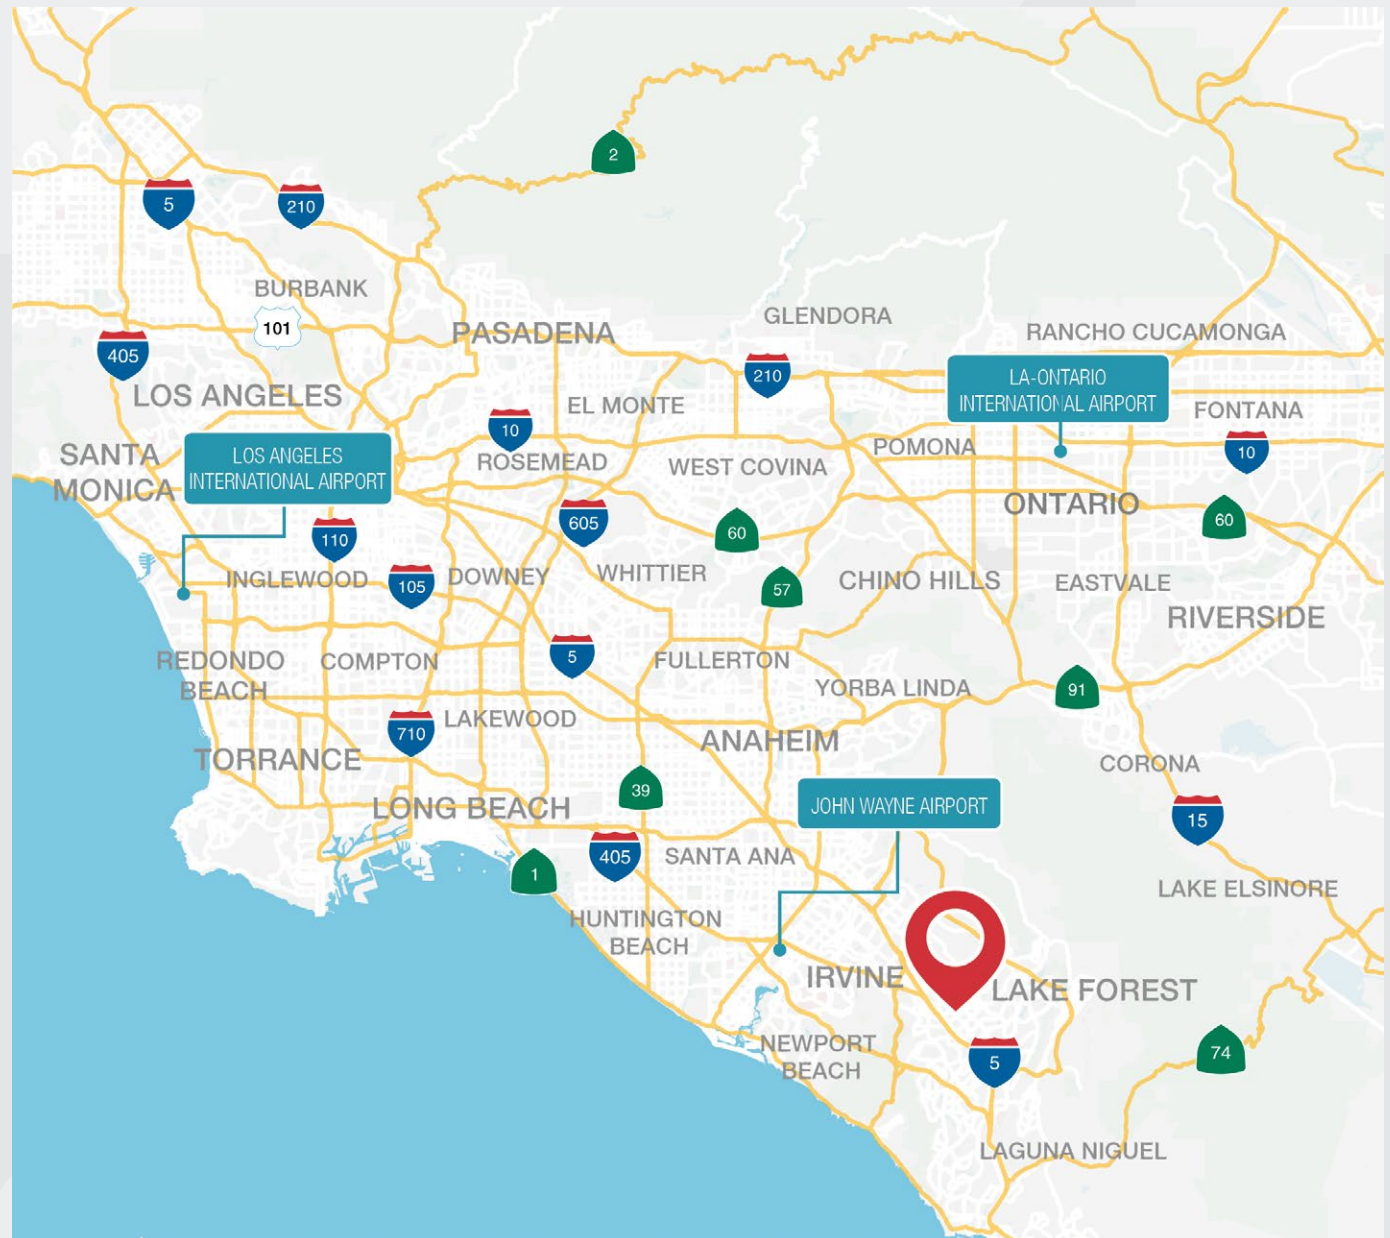 2
5
210
BURBANK
101
GLENDORA
PASADENA
RANCHO CUCAMONGA
405
210
LA-ONTARIO
INTERNATIONAL AIRPORT
LOS ANGELES
EL MONTE
FONTANA
10
POMONA
10
SANTA
MONICA
LOS ANGELES
INTERNATIONAL AIRPORT
ROSEMEAD
WEST COVINA
ONTARIO
605
60
60
110
INGLEWOOD
105
DOWNEY
WHITTIER
57
CHINO HILLS
EASTVALE
RIVERSIDE
REDONDO
BEACH
COMPTON
5
FULLERTON
YORBA LINDA
91
710
LAKEWOOD
ANAHEIM
TORRANCE
CORONA
39
LONG BEACH
JOHN WAYNE AIRPORT
15
405
SANTA ANA
1
LAKE ELSINORE
HUNTINGTON
BEACH
IRVINE
LAKE FOREST
NEWPORT
BEACH
5
74
LAGUNA NIGUEL